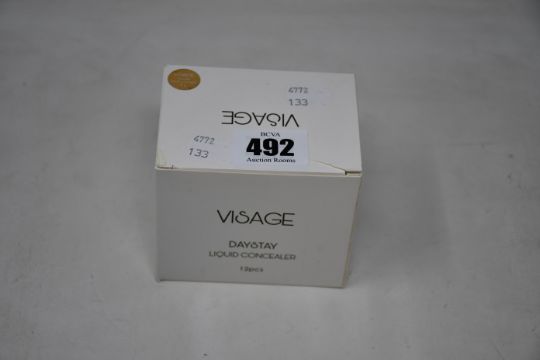 4772
133
VISAGE
4772
133
BCVA
492
Auction Rooms
VISAGE
DAYSTAY
LIQUID CONCEALER
12pcs